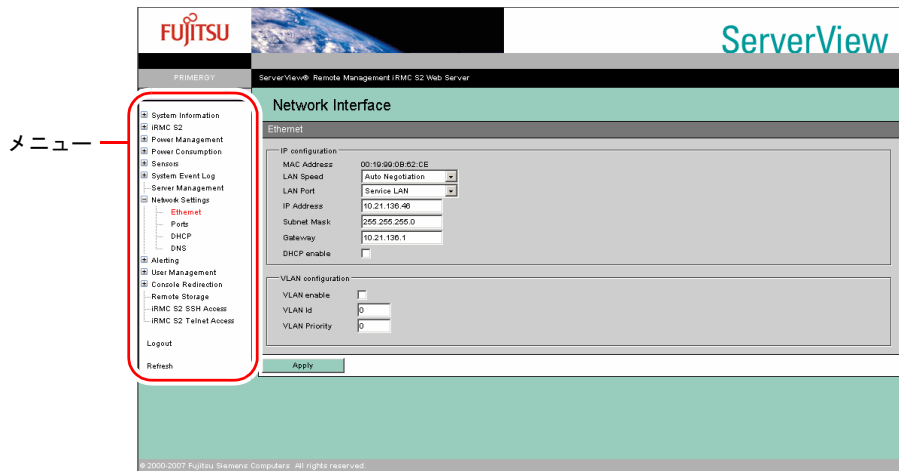 FUJITSU
ServerView
PRIMERGY
ServerView® Remote Management iRMC S2 Web Server
メニュー
System Information
iRMC S2
Power Management
Power Consumption
Sensors
System Event Log
Server Management
Network Settings
Ethernet
Ports
DHCP
DNS
Alerting
User Management
Console Redirection
Remote Storage
iRMC S2 SSH Access
iRMC S2 Telnet Access
Logout
Refresh
Network Interface
Ethernet
IP configuration
MAC Address 00:19:99:0B:62:CE
LAN Speed Auto Negotiation
LAN Port Service LAN
IP Address 10.21.136.46
Subnet Mask 255.255.255.0
Gateway 10.21.136.1
DHCP enable
VLAN configuration
VLAN enable
VLAN Id 0
VLAN Priority 0
Apply
© 2000-2007 Fujitsu Siemens Computers All rights reserved.